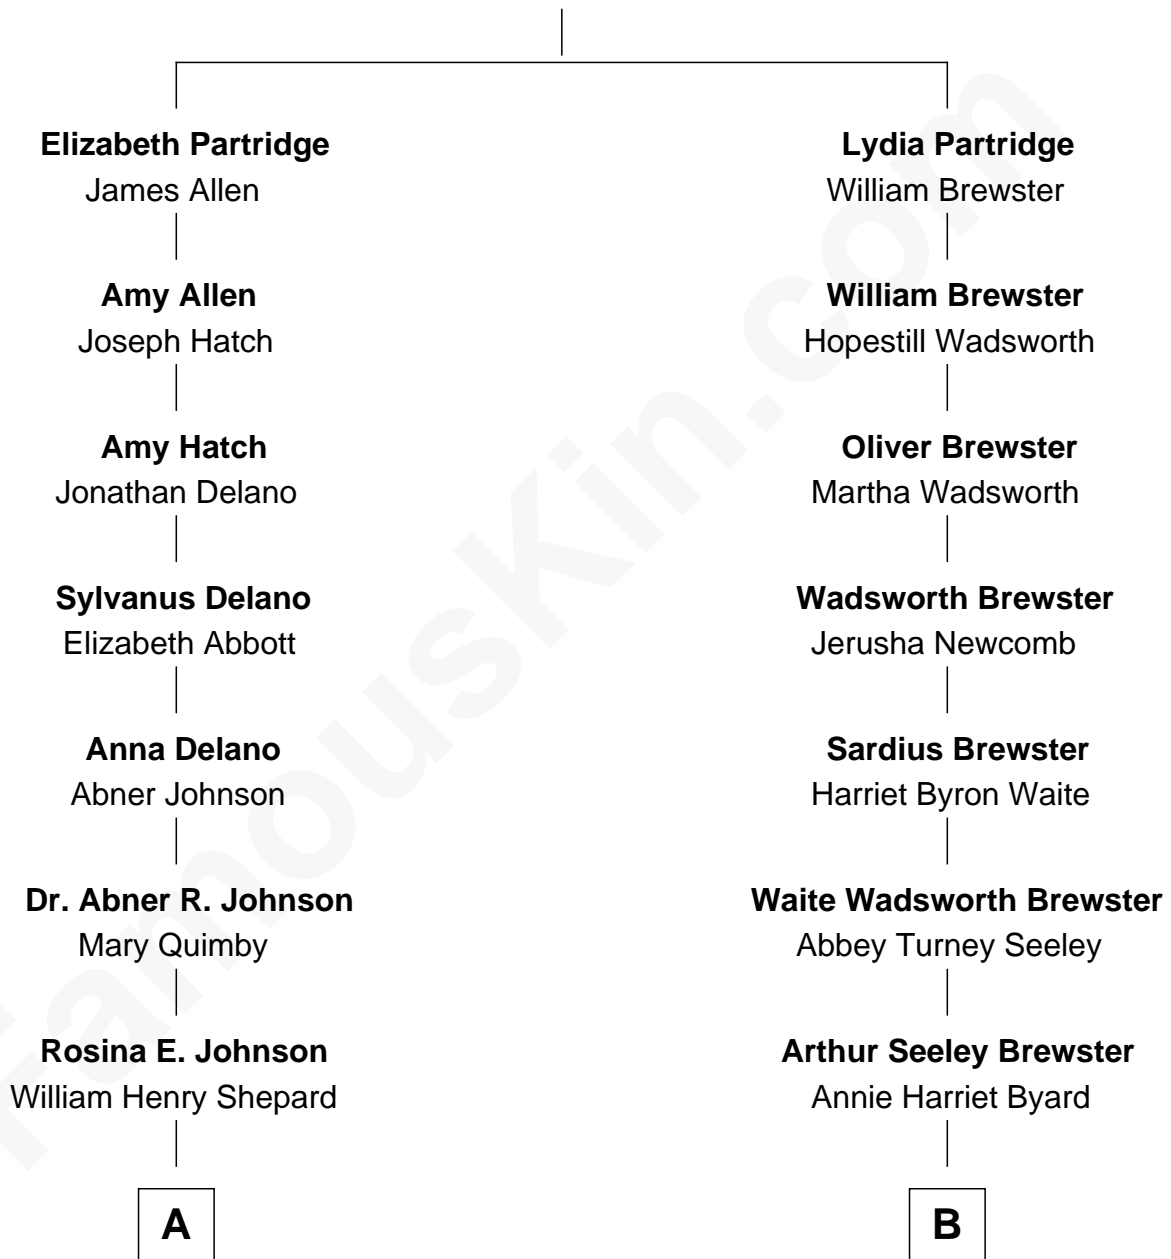 Elizabeth Partridge
James Allen
Amy Allen
Joseph Hatch
Amy Hatch
Jonathan Delano
Sylvanus Delano
Elizabeth Abbott
Anna Delano
Abner Johnson
Dr. Abner R. Johnson
Mary Quimby
Rosina E. Johnson
William Henry Shepard
A
Lydia Partridge
William Brewster
William Brewster
Hopestill Wadsworth
Oliver Brewster
Martha Wadsworth
Wadsworth Brewster
Jerusha Newcomb
Sardius Brewster
Harriet Byron Waite
Waite Wadsworth Brewster
Abbey Turney Seeley
Arthur Seeley Brewster
Annie Harriet Byard
B
FamousKin.com